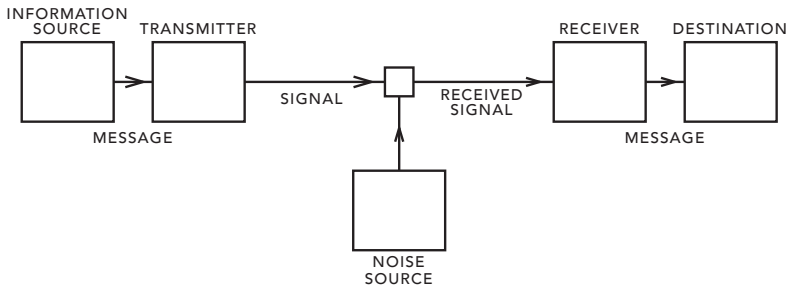 INFORMATION
SOURCE
TRANSMITTER
RECEIVER
DESTINATION
SIGNAL
RECEIVED
SIGNAL
MESSAGE
MESSAGE
NOISE
SOURCE